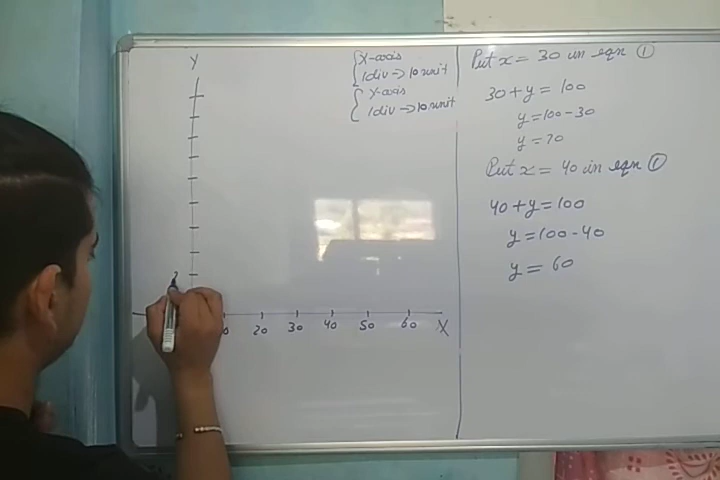 Y
{X-axis
1div → 10 unit
{Y-axis
1div → 10 unit
20 30 40 50 60 X
Put x = 30 in eqn ①
30 + y = 100
y = 100 - 30
y = 70
Put x = 40 in eqn ①
40 + y = 100
y = 100 - 40
y = 60